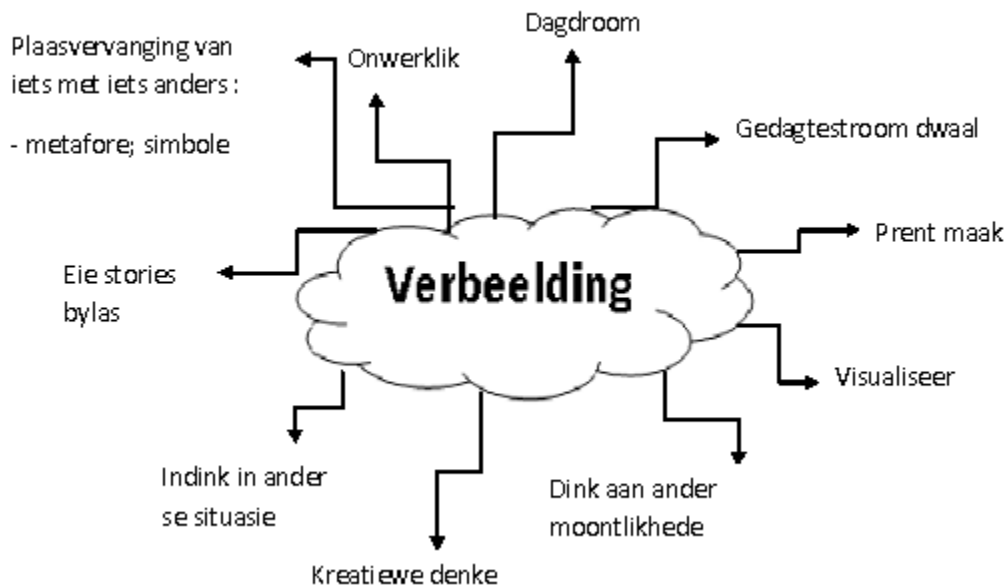 Dagdroom
Plaasvervanging van
iets met iets anders :
- metafore; simbole
Onwerklik
Gedagtestroom dwaal
Prent maak
Eie stories
bylas
Verbeelding
Visualiseer
Indink in ander
se situasie
Dink aan ander
moontlikhede
Kreatiewe denke